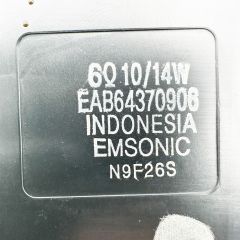 6Ω 10/14W
EAB64370906
INDONESIA
EMSONIC
N9F26S